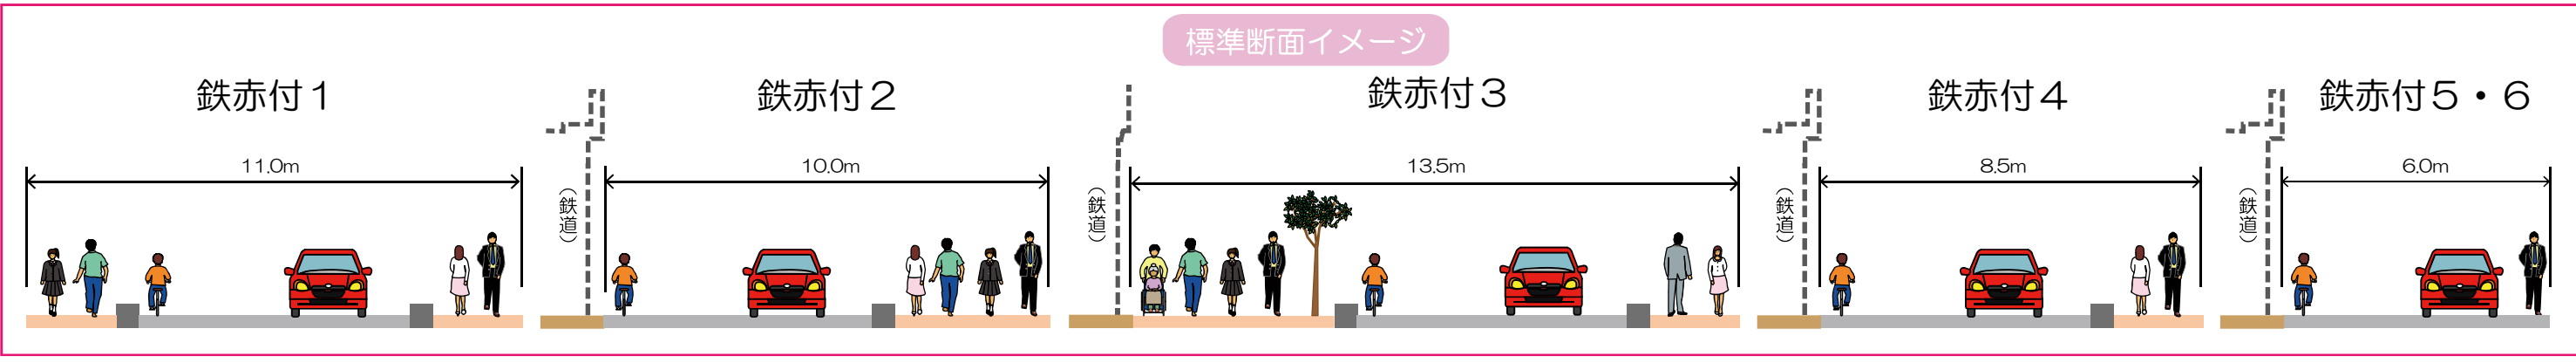 標準断面イメージ
鉄赤付1
11.0m
鉄赤付2
10.0m
(鉄道)
鉄赤付3
13.5m
(鉄道)
鉄赤付4
8.5m
(鉄道)
鉄赤付5・6
6.0m
(鉄道)